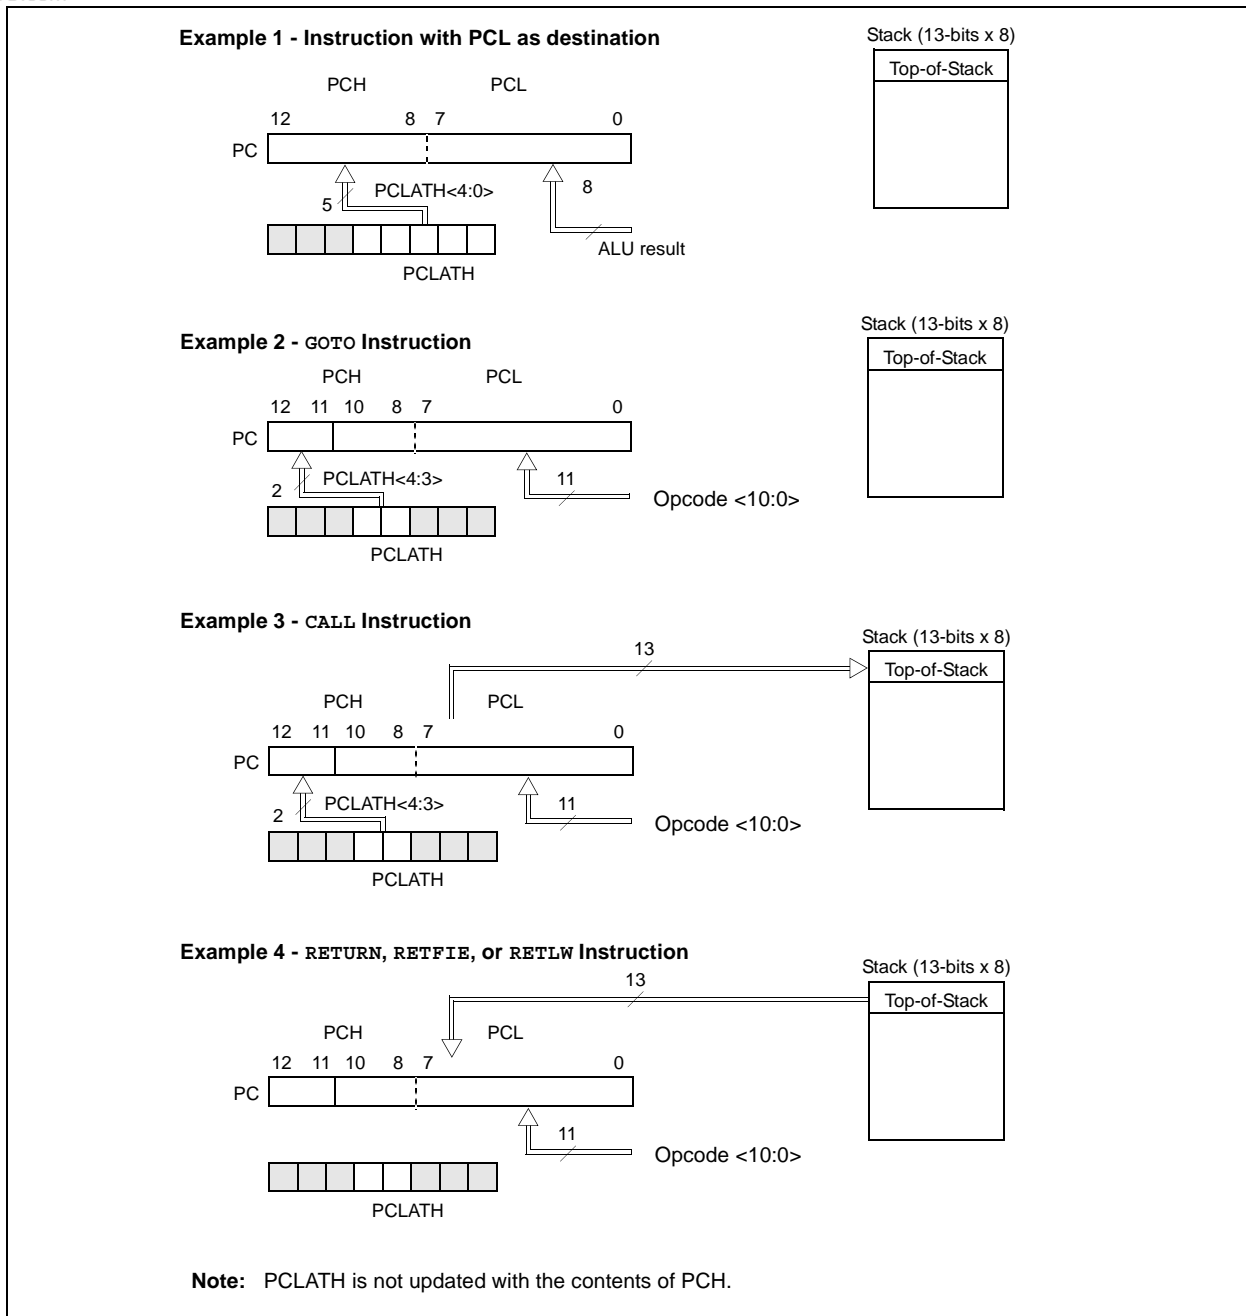 Example 1 - Instruction with PCL as destination
Stack (13-bits x 8)
Top-of-Stack
PCH PCL
12 8 7 0
PC
5 PCLATH<4:0> 8
ALU result
PCLATH
Example 2 - GOTO Instruction
Stack (13-bits x 8)
Top-of-Stack
PCH PCL
12 11 10 8 7 0
PC
2 PCLATH<4:3> 11
Opcode <10:0>
PCLATH
Example 3 - CALL Instruction
Stack (13-bits x 8)
13
Top-of-Stack
PCH PCL
12 11 10 8 7 0
PC
2 PCLATH<4:3> 11
Opcode <10:0>
PCLATH
Example 4 - RETURN, RETFIE, or RETLW Instruction
Stack (13-bits x 8)
13
Top-of-Stack
PCH PCL
12 11 10 8 7 0
PC
11
Opcode <10:0>
PCLATH
Note: PCLATH is not updated with the contents of PCH.